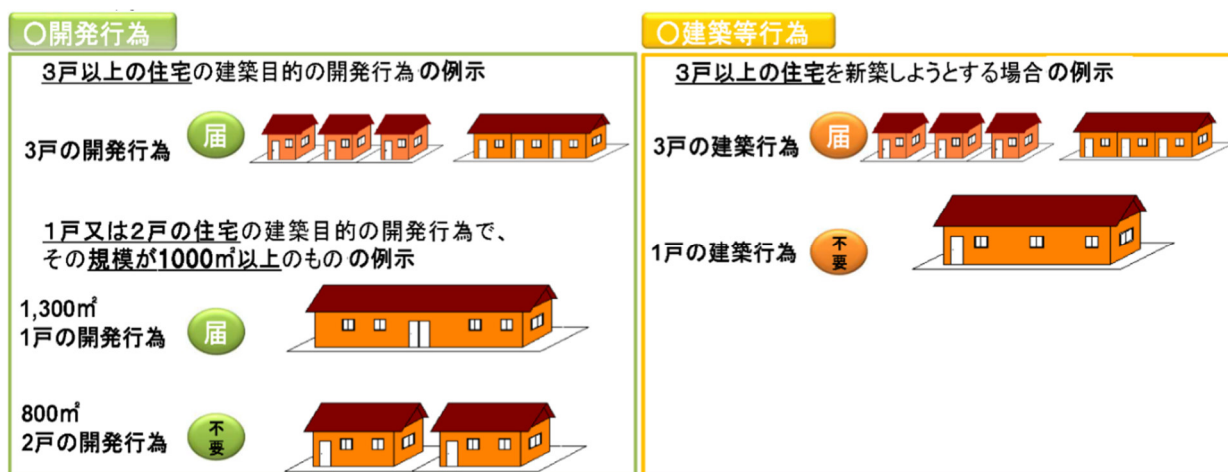 〇開発行為
3戸以上の住宅の建築目的の開発行為の例示
3戸の開発行為
届
1戸又は2戸の住宅の建築目的の開発行為で、
その規模が1000㎡以上のものの例示
1,300㎡
1戸の開発行為
届
800㎡
2戸の開発行為
不要
〇建築等行為
3戸以上の住宅を新築しようとする場合の例示
3戸の建築行為
届
1戸の建築行為
不要